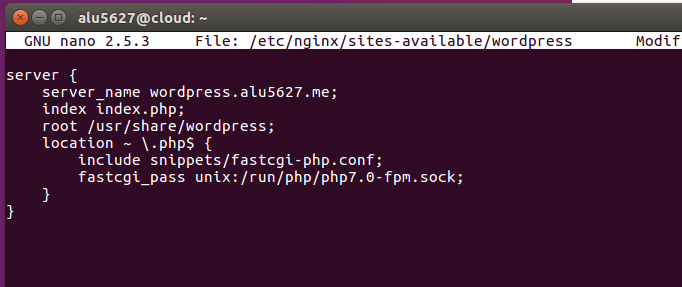 alu5627@cloud: ~
GNU nano 2.5.3 File: /etc/nginx/sites-available/wordpress Modif
server {
    server_name wordpress.alu5627.me;
    index index.php;
    root /usr/share/wordpress;
    location ~ \.php$ {
        include snippets/fastcgi-php.conf;
        fastcgi_pass unix:/run/php/php7.0-fpm.sock;
    }
}